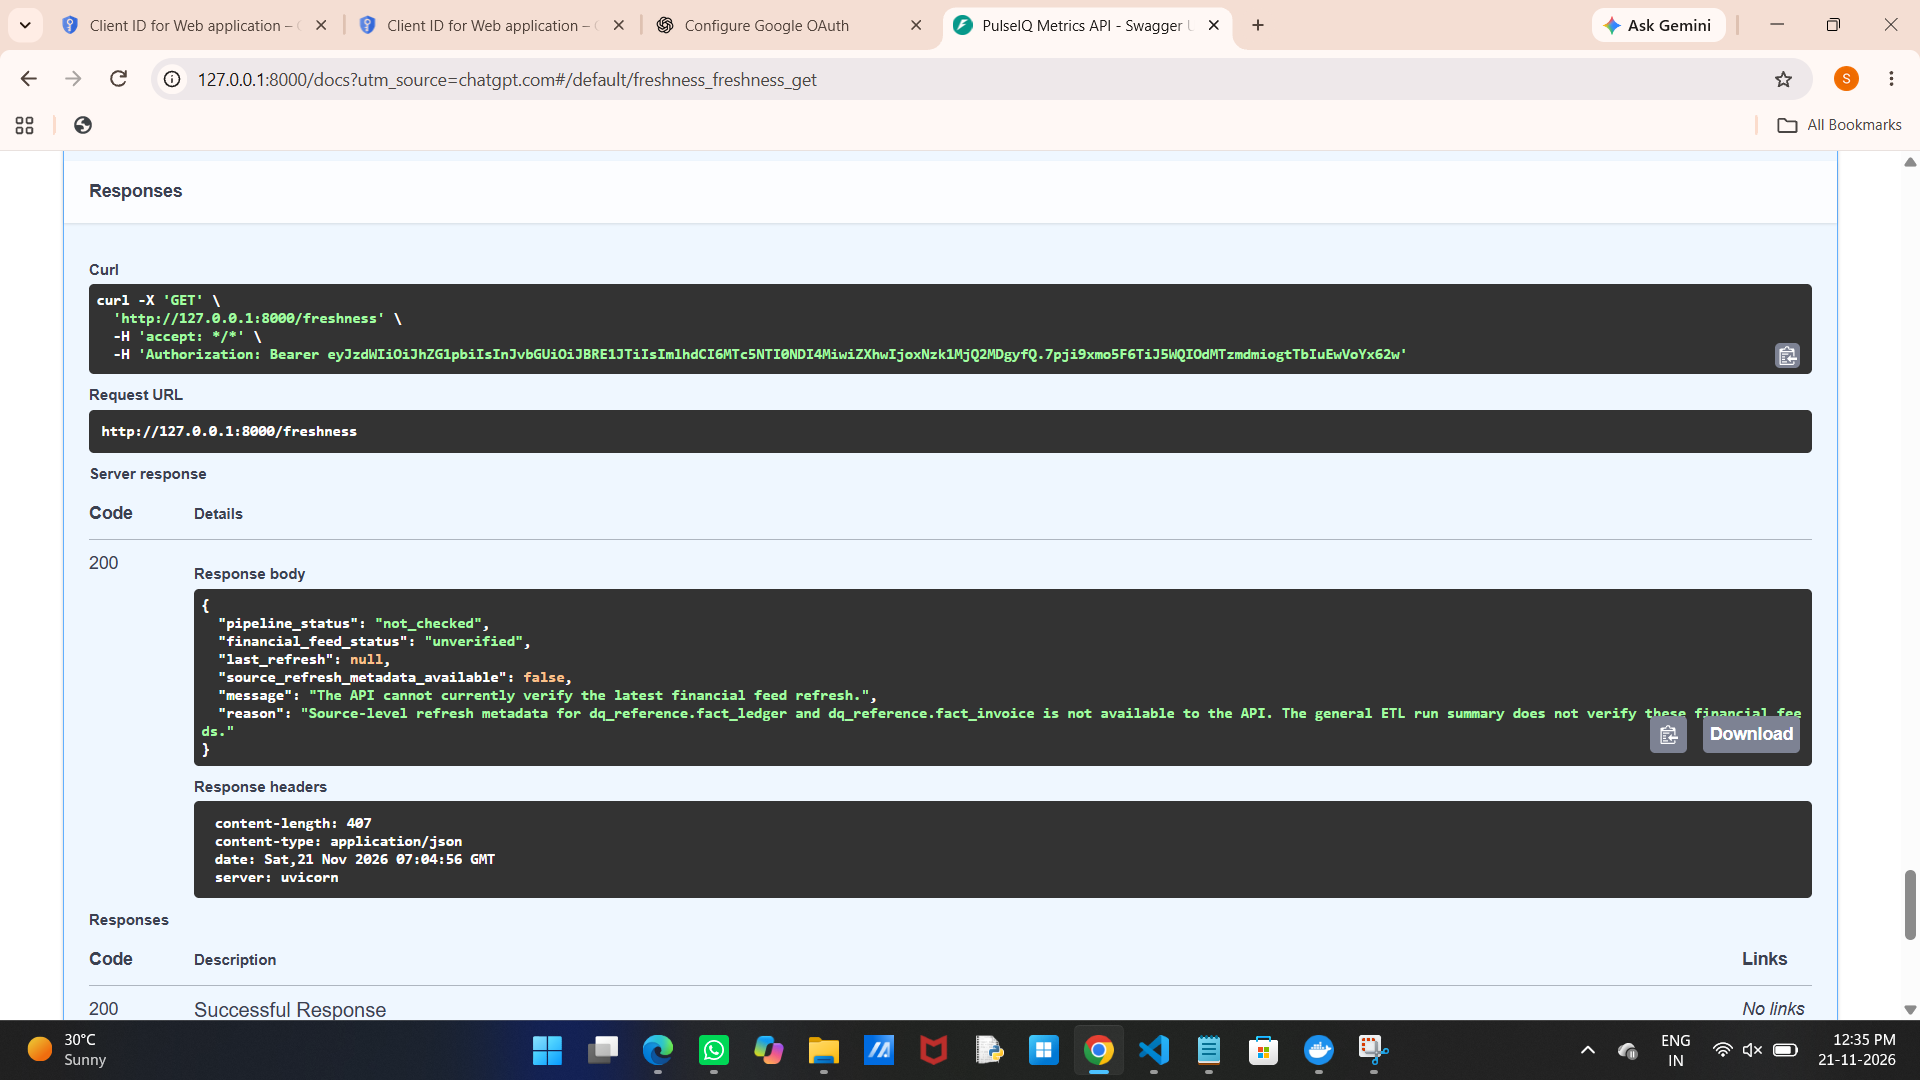 Client ID for Web application –
Client ID for Web application –
Configure Google OAuth
PulseIQ Metrics API - Swagger U
Ask Gemini
127.0.0.1:8000/docs?utm_source=chatgpt.com#/default/freshness_freshness_get
S
All Bookmarks
Responses
Curl
curl -X 'GET' \
'http://127.0.0.1:8000/freshness' \
-H 'accept: */*' \
-H 'Authorization: Bearer eyJzdWIiOiJhZG1pbiIsInJvbGUiOiJBRE1JTiIsImlhdCI6MTc5NTI0NDI4MiwiZXhwIjoxNzk1MjQ2MDgyfQ.7pji9xmo5F6TiJ5WQIOdMTzmdmiogtTbIuEwVoYx62w'
Request URL
http://127.0.0.1:8000/freshness
Server response
Code Details
200
Response body
{
"pipeline_status": "not_checked",
"financial_feed_status": "unverified",
"last_refresh": null,
"source_refresh_metadata_available": false,
"message": "The API cannot currently verify the latest financial feed refresh.",
"reason": "Source-level refresh metadata for dq_reference.fact_ledger and dq_reference.fact_invoice is not available to the API. The general ETL run summary does not verify these financial fee
ds."
}
Download
Response headers
content-length: 407
content-type: application/json
date: Sat,21 Nov 2026 07:04:56 GMT
server: uvicorn
Responses
Code Description Links
200 Successful Response No links
30°C
Sunny
ENG
IN
12:35 PM
21-11-2026